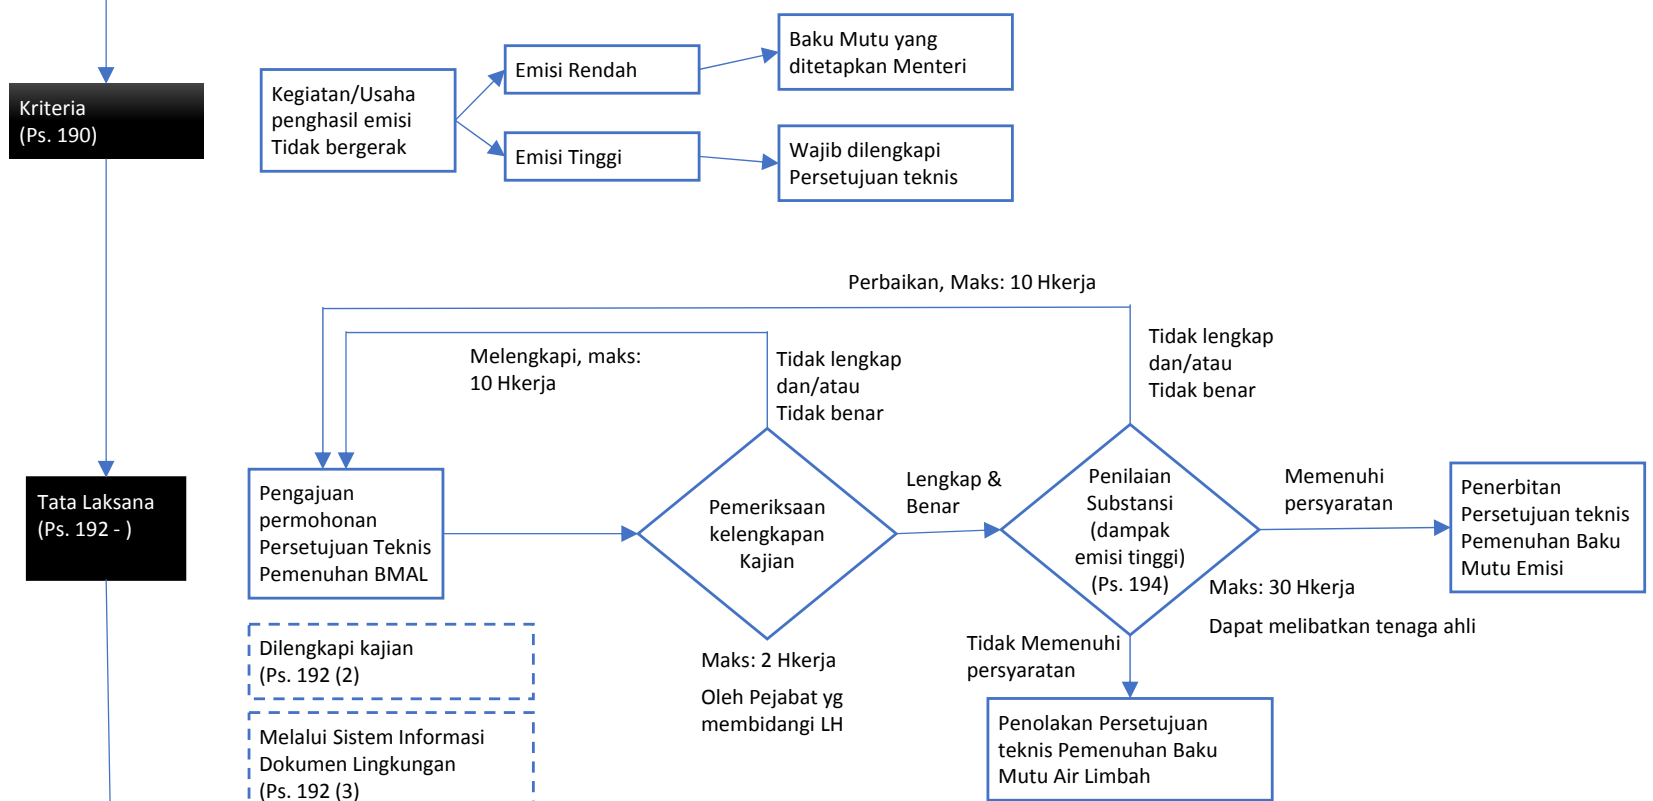 Kriteria
(Ps. 190)
Kegiatan/Usaha
penghasil emisi
Tidak bergerak
Emisi Rendah
Emisi Tinggi
Baku Mutu yang
ditetapkan Menteri
Wajib dilengkapi
Persetujuan teknis
Perbaikan, Maks: 10 Hkerja
Melengkapi, maks:
10 Hkerja
Tidak lengkap
dan/atau
Tidak benar
Tidak lengkap
dan/atau
Tidak benar
Tata Laksana
(Ps. 192 - )
Pengajuan
permohonan
Persetujuan Teknis
Pemenuhan BMAL
Pemeriksaan
kelengkapan
Kajian
Lengkap &
Benar
Penilaian
Substansi
(dampak
emisi tinggi)
(Ps. 194)
Memenuhi
persyaratan
Penerbitan
Persetujuan teknis
Pemenuhan Baku
Mutu Emisi
Maks: 30 Hkerja
Dapat melibatkan tenaga ahli
Dilengkapi kajian
(Ps. 192 (2)
Maks: 2 Hkerja
Oleh Pejabat yg
membidangi LH
Tidak Memenuhi
persyaratan
Melalui Sistem Informasi
Dokumen Lingkungan
(Ps. 192 (3)
Penolakan Persetujuan
teknis Pemenuhan Baku
Mutu Air Limbah